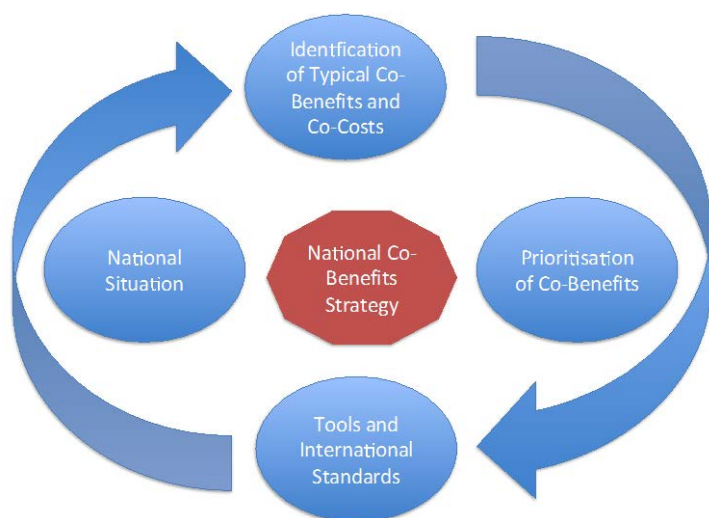 Identfication
of Typical Co-
Benefits and
Co-Costs
National
Situation
National Co-
Benefits
Strategy
Prioritisation
of Co-Benefits
Tools and
International
Standards